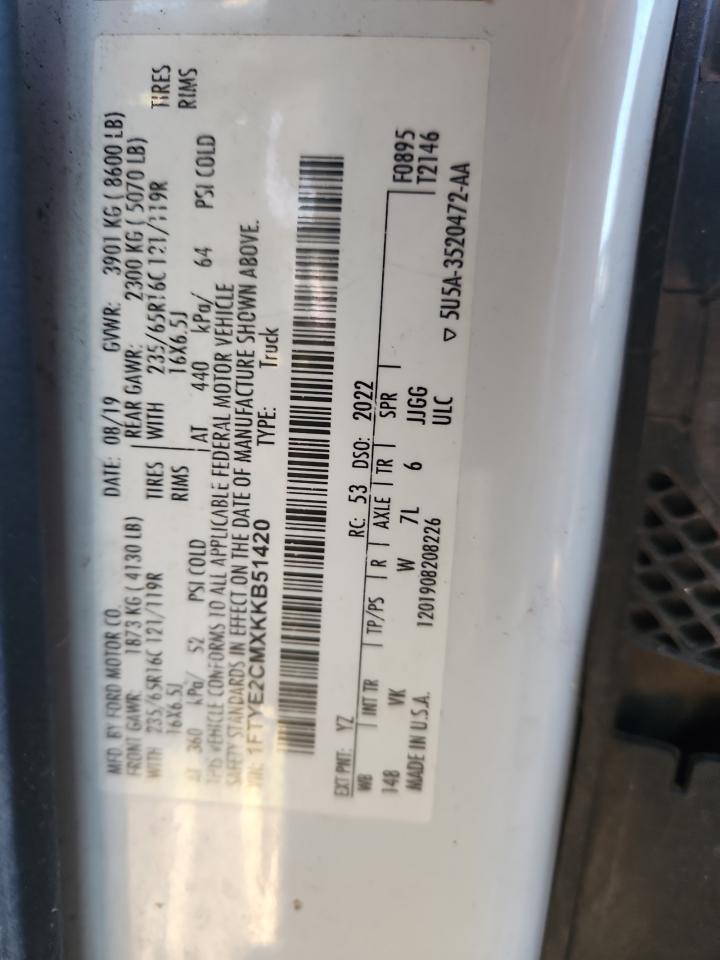 MFD. BY FORD MOTOR CO.
DATE: 08/19 GVWR: 3901 KG ( 8600 LB)
FRONT GAWR: 1873 KG ( 4130 LB)
REAR GAWR: 2300 KG ( 5070 LB)
WITH 235/65R16C 121/119R TIRES
WITH 235/65R16C 121/119R TIRES
16X6.5J RIMS
16X6.5J RIMS
AT 360 kPa/ 52 PSI COLD
AT 440 kPa/ 64 PSI COLD
THIS VEHICLE CONFORMS TO ALL APPLICABLE FEDERAL MOTOR VEHICLE
SAFETY STANDARDS IN EFFECT ON THE DATE OF MANUFACTURE SHOWN ABOVE.
VIN: 1FTYE2CMXKKB51420
TYPE: Truck
EXT PNT: YZ RC: 53 DSO: 2022
WB INT TR TP/PS R AXLE TR SPR
F0895
T2146
148 VK W 7L 6 JJGG
MADE IN U.S.A. 1201908208226 ULC
▽ 5U5A-3520472-AA